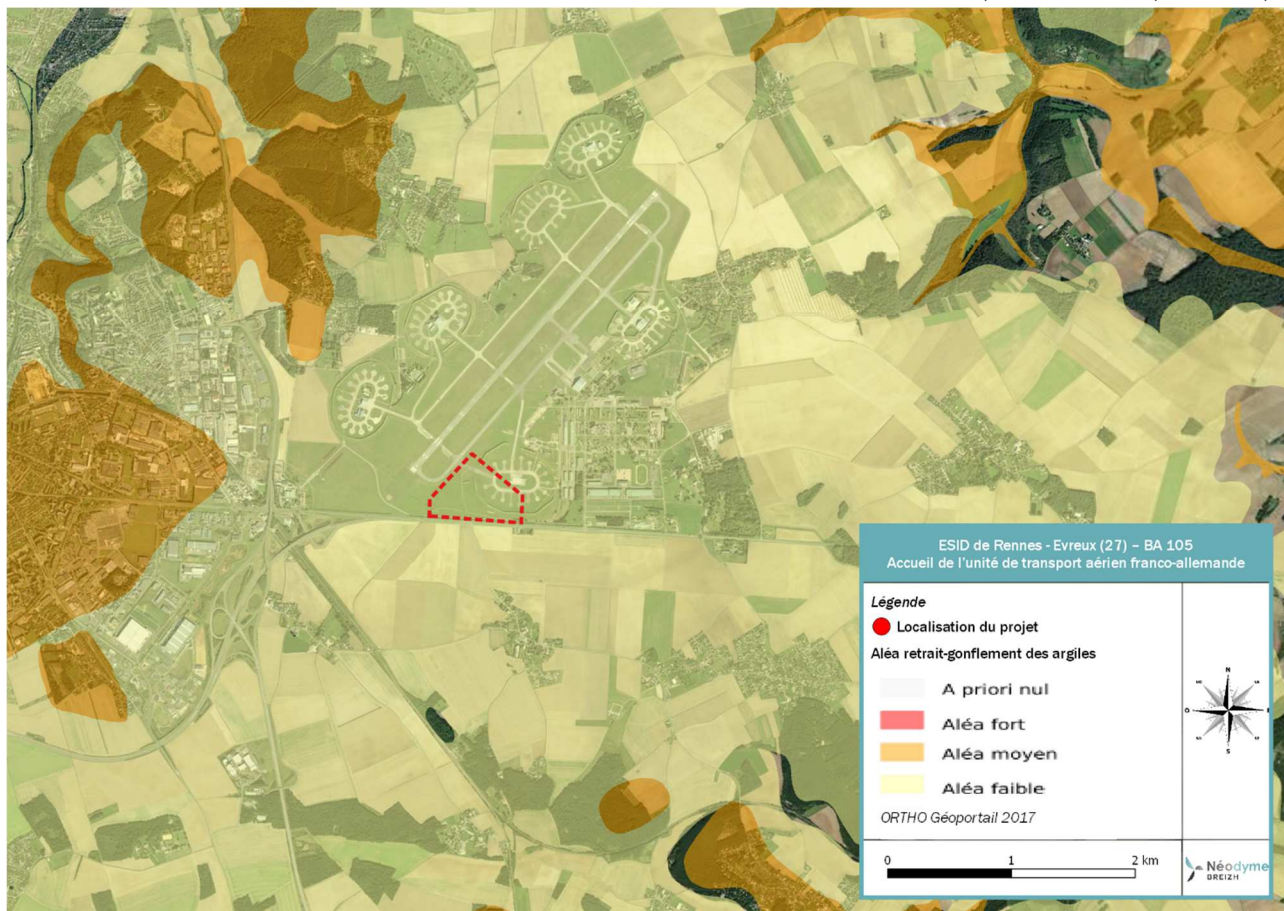 ESID de Rennes - Evreux (27) – BA 105
Accueil de l'unité de transport aérien franco-allemande
Légende
Localisation du projet
Aléa retrait-gonflement des argiles
A priori nul
Aléa fort
Aléa moyen
Aléa faible
ORTHO Géoportail 2017
0 1 2 km
N
O
S
Néodyme
BREIZH